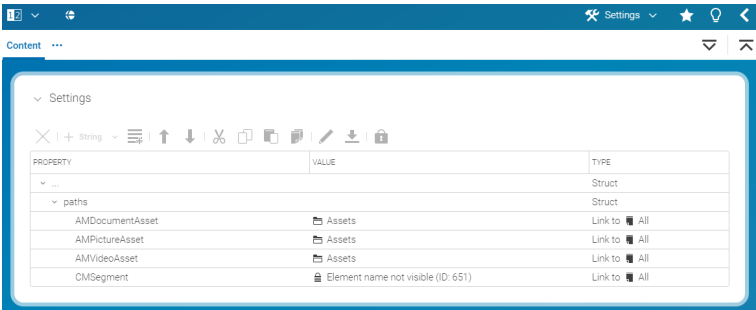 12 Settings
Content ...
Settings
String
PROPERTY VALUE TYPE
... Struct
paths Struct
AMDocumentAsset Assets Link to All
AMPictureAsset Assets Link to All
AMVideoAsset Assets Link to All
CMSegment Element name not visible (ID: 651) Link to All